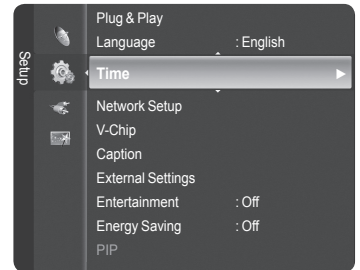 Setup
Plug & Play
Language : English
Time
Network Setup
V-Chip
Caption
External Settings
Entertainment : Off
Energy Saving : Off
PIP